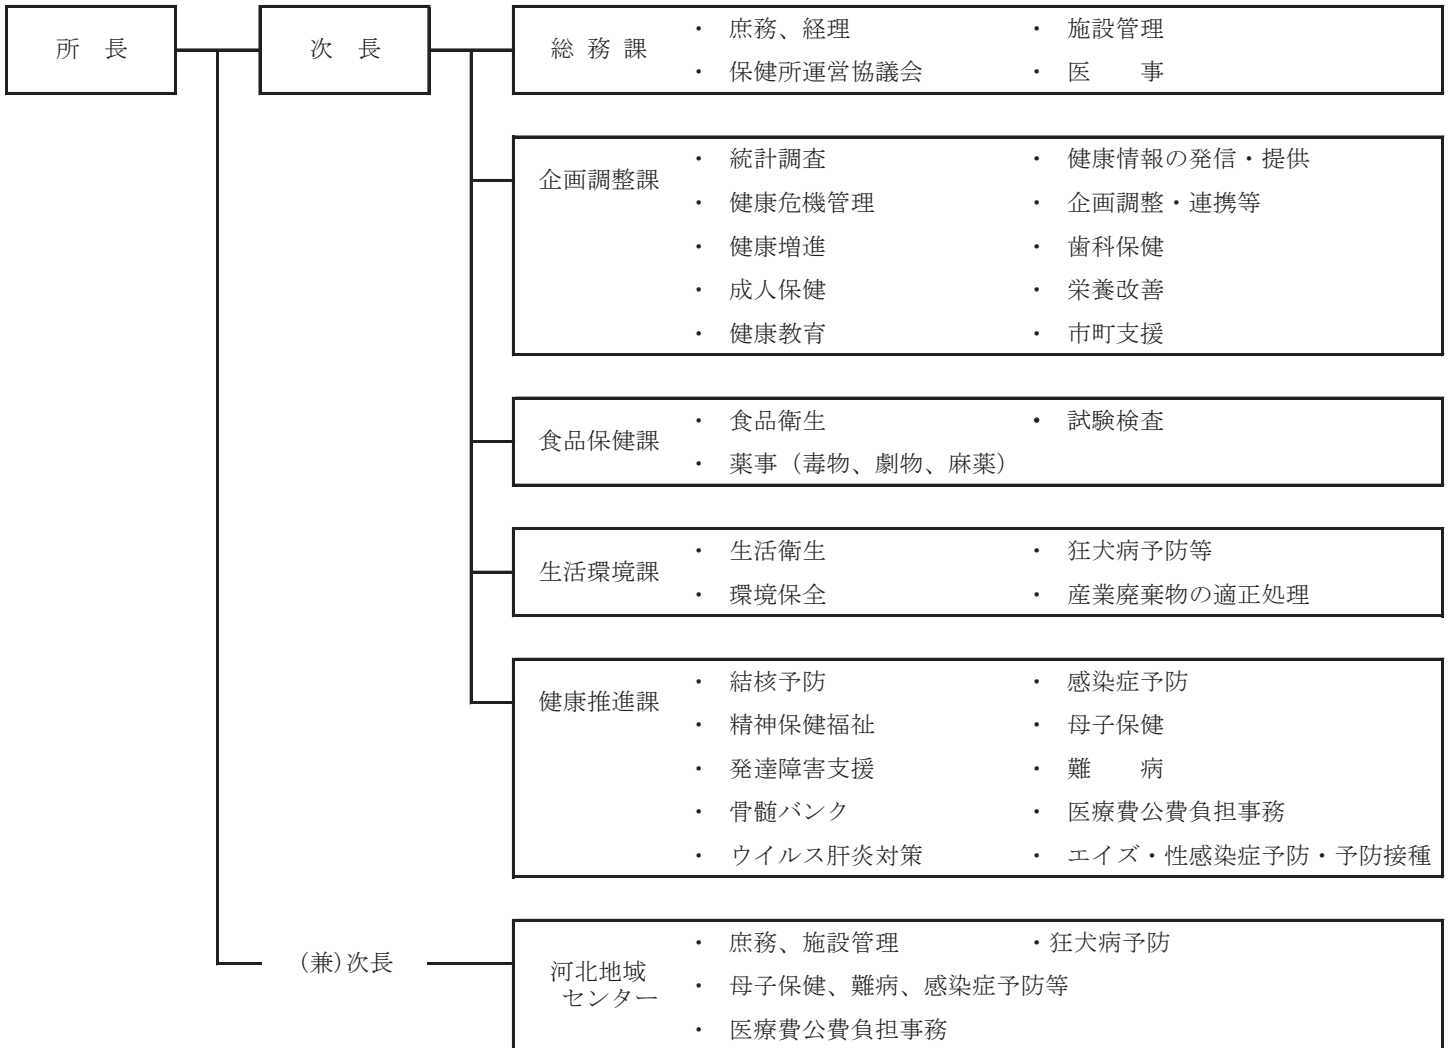 所　長
次　長
総 務 課
・ 庶務、経理　・ 施設管理
・ 保健所運営協議会　・ 医　　事
企画調整課
・ 統計調査　・ 健康情報の発信・提供
・ 健康危機管理　・ 企画調整・連携等
・ 健康増進　・ 歯科保健
・ 成人保健　・ 栄養改善
・ 健康教育　・ 市町支援
食品保健課
・ 食品衛生　・ 試験検査
・ 薬事（毒物、劇物、麻薬）
生活環境課
・ 生活衛生　・ 狂犬病予防等
・ 環境保全　・ 産業廃棄物の適正処理
健康推進課
・ 結核予防　・ 感染症予防
・ 精神保健福祉　・ 母子保健
・ 発達障害支援　・ 難　　病
・ 骨髄バンク　・ 医療費公費負担事務
・ ウイルス肝炎対策　・ エイズ・性感染症予防・予防接種
(兼)次長
河北地域
センター
・ 庶務、施設管理　・狂犬病予防
・ 母子保健、難病、感染症予防等
・ 医療費公費負担事務